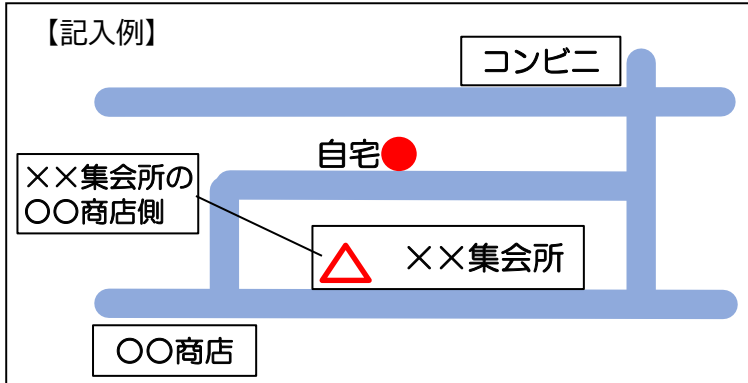 【記入例】
コンビニ
自宅
××集会所の
〇〇商店側
××集会所
〇〇商店